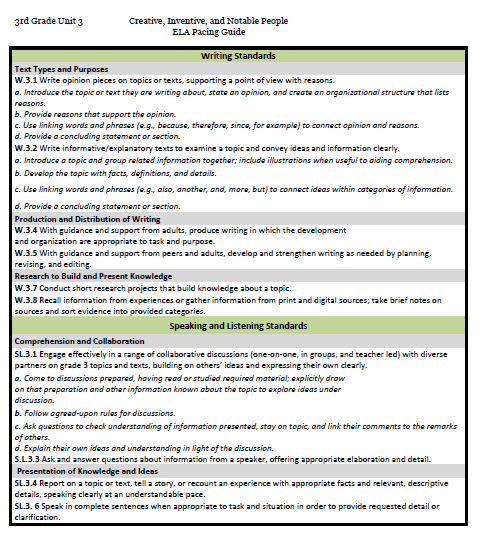 3rd Grade Unit 3 Creative, Inventive, and Notable People
ELA Pacing Guide
Writing Standards
Text Types and Purposes
W.3.1 Write opinion pieces on topics or texts, supporting a point of view with reasons.
a. Introduce the topic or text they are writing about, state an opinion, and create an organizational structure that lists
reasons.
b. Provide reasons that support the opinion.
c. Use linking words and phrases (e.g., because, therefore, since, for example) to connect opinion and reasons.
d. Provide a concluding statement or section.
W.3.2 Write informative/explanatory texts to examine a topic and convey ideas and information clearly.
a. Introduce a topic and group related information together; include illustrations when useful to aiding comprehension.
b. Develop the topic with facts, definitions, and details.
c. Use linking words and phrases (e.g., also, another, and, more, but) to connect ideas within categories of information.
d. Provide a concluding statement or section.
Production and Distribution of Writing
W.3.4 With guidance and support from adults, produce writing in which the development
and organization are appropriate to task and purpose.
W.3.5 With guidance and support from peers and adults, develop and strengthen writing as needed by planning,
revising, and editing.
Research to Build and Present Knowledge
W.3.7 Conduct short research projects that build knowledge about a topic.
W.3.8 Recall information from experiences or gather information from print and digital sources; take brief notes on
sources and sort evidence into provided categories.
Speaking and Listening Standards
Comprehension and Collaboration
SL.3.1 Engage effectively in a range of collaborative discussions (one-on-one, in groups, and teacher led) with diverse
partners on grade 3 topics and texts, building on others' ideas and expressing their own clearly.
a. Come to discussions prepared, having read or studied required material; explicitly draw
on that preparation and other information known about the topic to explore ideas under
discussion.
b. Follow agreed-upon rules for discussions.
c. Ask questions to check understanding of information presented, stay on topic, and link their comments to the remarks
of others.
d. Explain their own ideas and understanding in light of the discussion.
S.L.3.3 Ask and answer questions about information from a speaker, offering appropriate elaboration and detail.
Presentation of Knowledge and Ideas
SL.3.4 Report on a topic or text, tell a story, or recount an experience with appropriate facts and relevant, descriptive
details, speaking clearly at an understandable pace.
SL.3. 6 Speak in complete sentences when appropriate to task and situation in order to provide requested detail or
clarification.